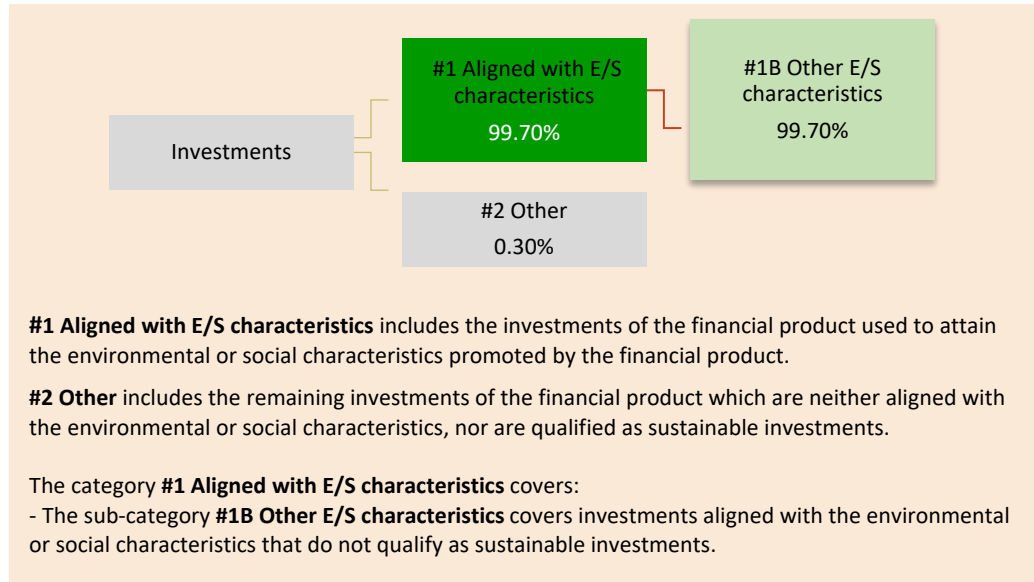 #1 Aligned with E/S
characteristics
99.70%
#1B Other E/S
characteristics
99.70%
Investments
#2 Other
0.30%
#1 Aligned with E/S characteristics includes the investments of the financial product used to attain
the environmental or social characteristics promoted by the financial product.
#2 Other includes the remaining investments of the financial product which are neither aligned with
the environmental or social characteristics, nor are qualified as sustainable investments.
The category #1 Aligned with E/S characteristics covers:
- The sub-category #1B Other E/S characteristics covers investments aligned with the environmental
or social characteristics that do not qualify as sustainable investments.